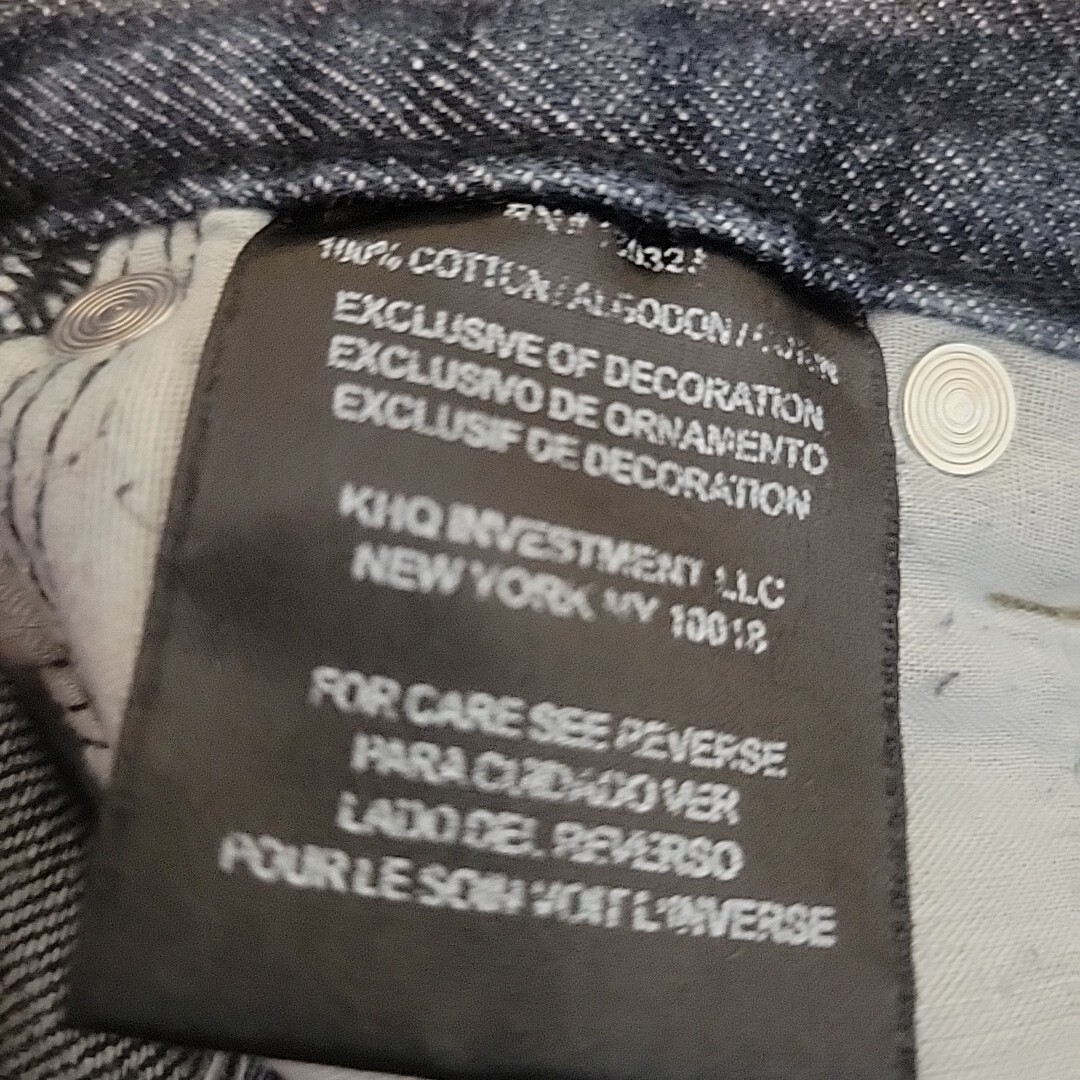 RN#
100% COTTON / ALGODON /
EXCLUSIVE OF DECORATION
EXCLUSIVO DE ORNAMENTO
EXCLUSIF DE DECORATION
KHQ INVESTMENT LLC
NEW YORK NY 10018
FOR CARE SEE REVERSE
PARA CUIDADO VER
LADO DEL REVERSO
POUR LE SOIN VOIT L'INVERSE